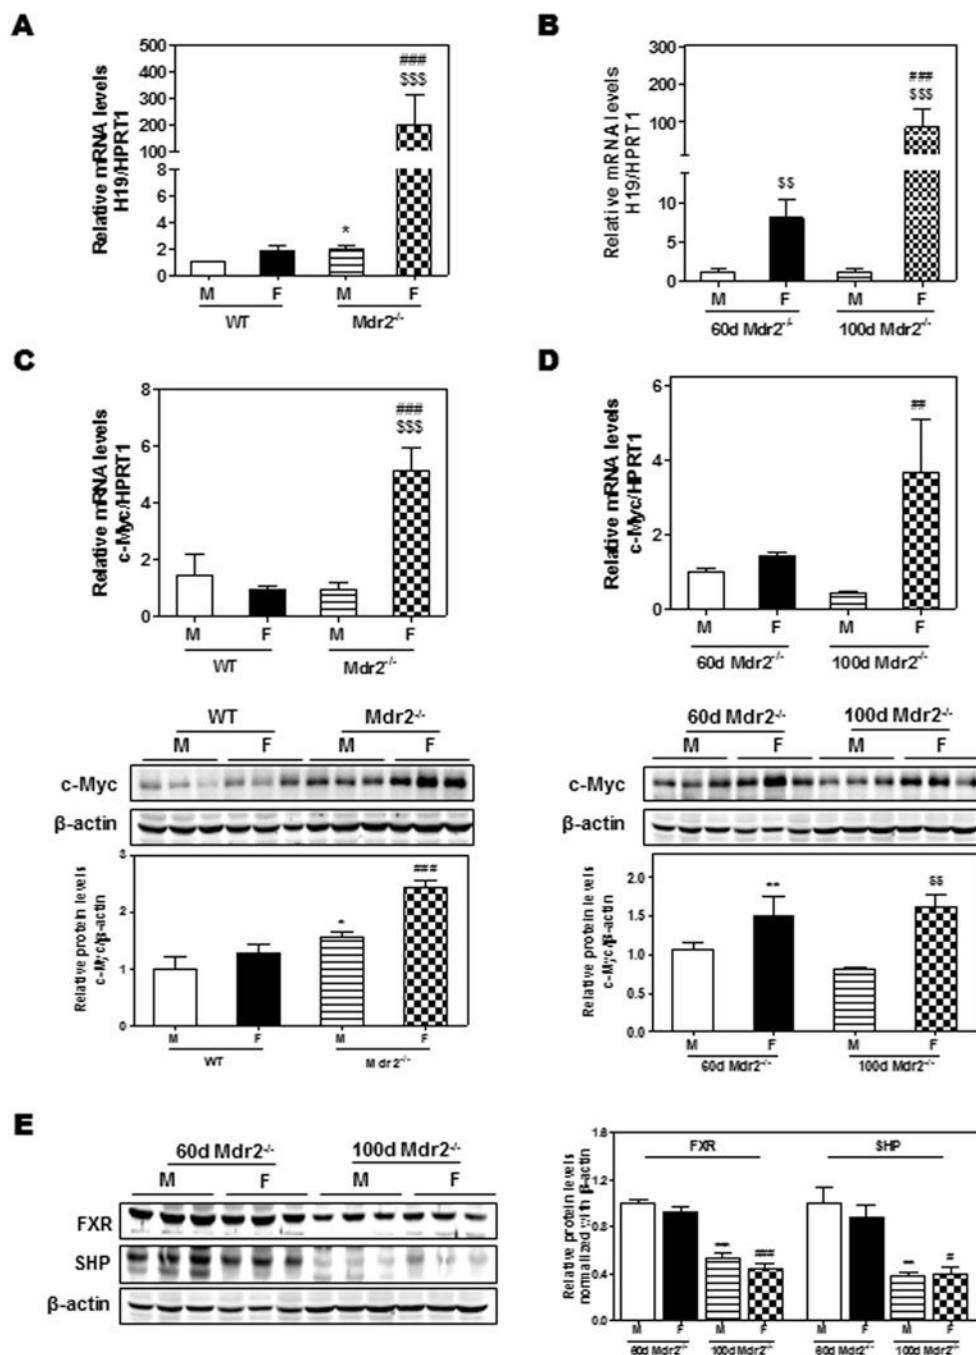 A
Relative mRNA levels
H19/HPRT1
500
400
300
200
100
8
6
4
2
0
*
###
$$$
M F M F
WT Mdr2-/-
B
Relative mRNA levels
H19/HPRT1
300
200
100
10
5
0
$$
###
$$$
M F M F
60d Mdr2-/- 100d Mdr2-/-
C
Relative mRNA levels
c-Myc/HPRT1
8
6
4
2
0
###
$$$
M F M F
WT Mdr2-/-
D
Relative mRNA levels
c-Myc/HPRT1
6
4
2
0
##
M F M F
60d Mdr2-/- 100d Mdr2-/-
WT Mdr2-/-
M F M F
c-Myc
β-actin
Relative protein levels
c-Myc/β-actin
3
2
1
0
*
###
M F M F
WT Mdr2-/-
60d Mdr2-/- 100d Mdr2-/-
M F M F
c-Myc
β-actin
Relative protein levels
c-Myc/β-actin
2.0
1.5
1.0
0.5
0.0
**
$$
M F M F
60d Mdr2-/- 100d Mdr2-/-
E
60d Mdr2-/- 100d Mdr2-/-
M F M F
FXR
SHP
β-actin
Relative protein levels
normalized with β-actin
1.2
0.4
0.0
FXR SHP
#
M F M F M F M F
60d Mdr2-/- 100d Mdr2-/- 60d Mdr2-/- 100d Mdr2-/-